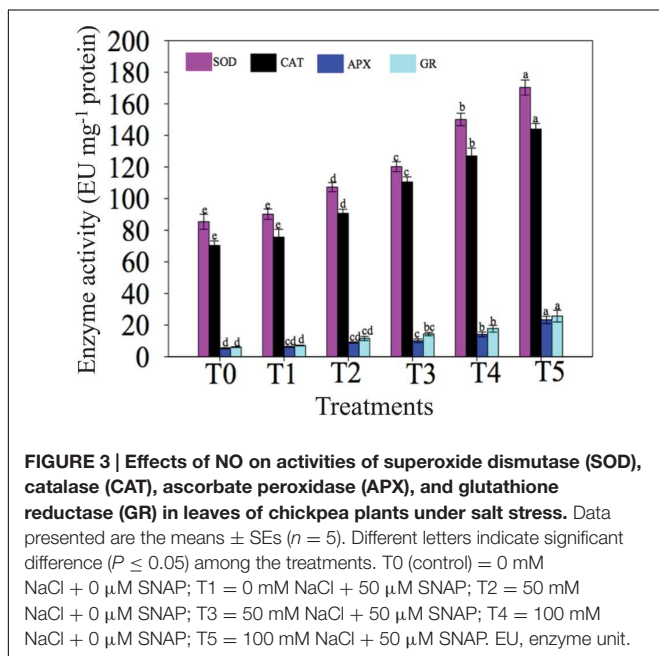 200
180
160
140
120
100
80
60
40
20
0
Enzyme activity (EU mg⁻¹ protein)
SOD CAT APX GR
e e d d
e e cd d
d d cd cd
c c c bc
b b b b
a a a a
T0 T1 T2 T3 T4 T5
Treatments
FIGURE 3 | Effects of NO on activities of superoxide dismutase (SOD),
catalase (CAT), ascorbate peroxidase (APX), and glutathione
reductase (GR) in leaves of chickpea plants under salt stress. Data
presented are the means ± SEs (n = 5). Different letters indicate significant
difference (P ≤ 0.05) among the treatments. T0 (control) = 0 mM
NaCl + 0 μM SNAP; T1 = 0 mM NaCl + 50 μM SNAP; T2 = 50 mM
NaCl + 0 μM SNAP; T3 = 50 mM NaCl + 50 μM SNAP; T4 = 100 mM
NaCl + 0 μM SNAP; T5 = 100 mM NaCl + 50 μM SNAP. EU, enzyme unit.